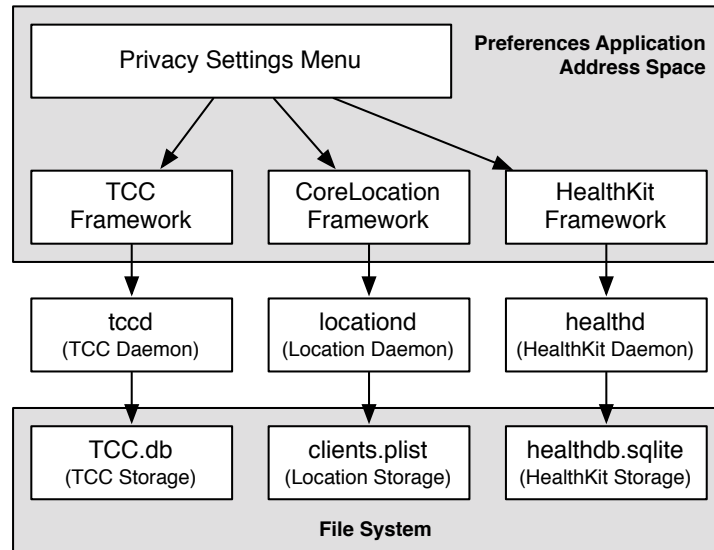 Privacy Settings Menu
Preferences Application
Address Space
TCC
Framework
CoreLocation
Framework
HealthKit
Framework
tccd
(TCC Daemon)
locationd
(Location Daemon)
healthd
(HealthKit Daemon)
TCC.db
(TCC Storage)
clients.plist
(Location Storage)
healthdb.sqlite
(HealthKit Storage)
File System